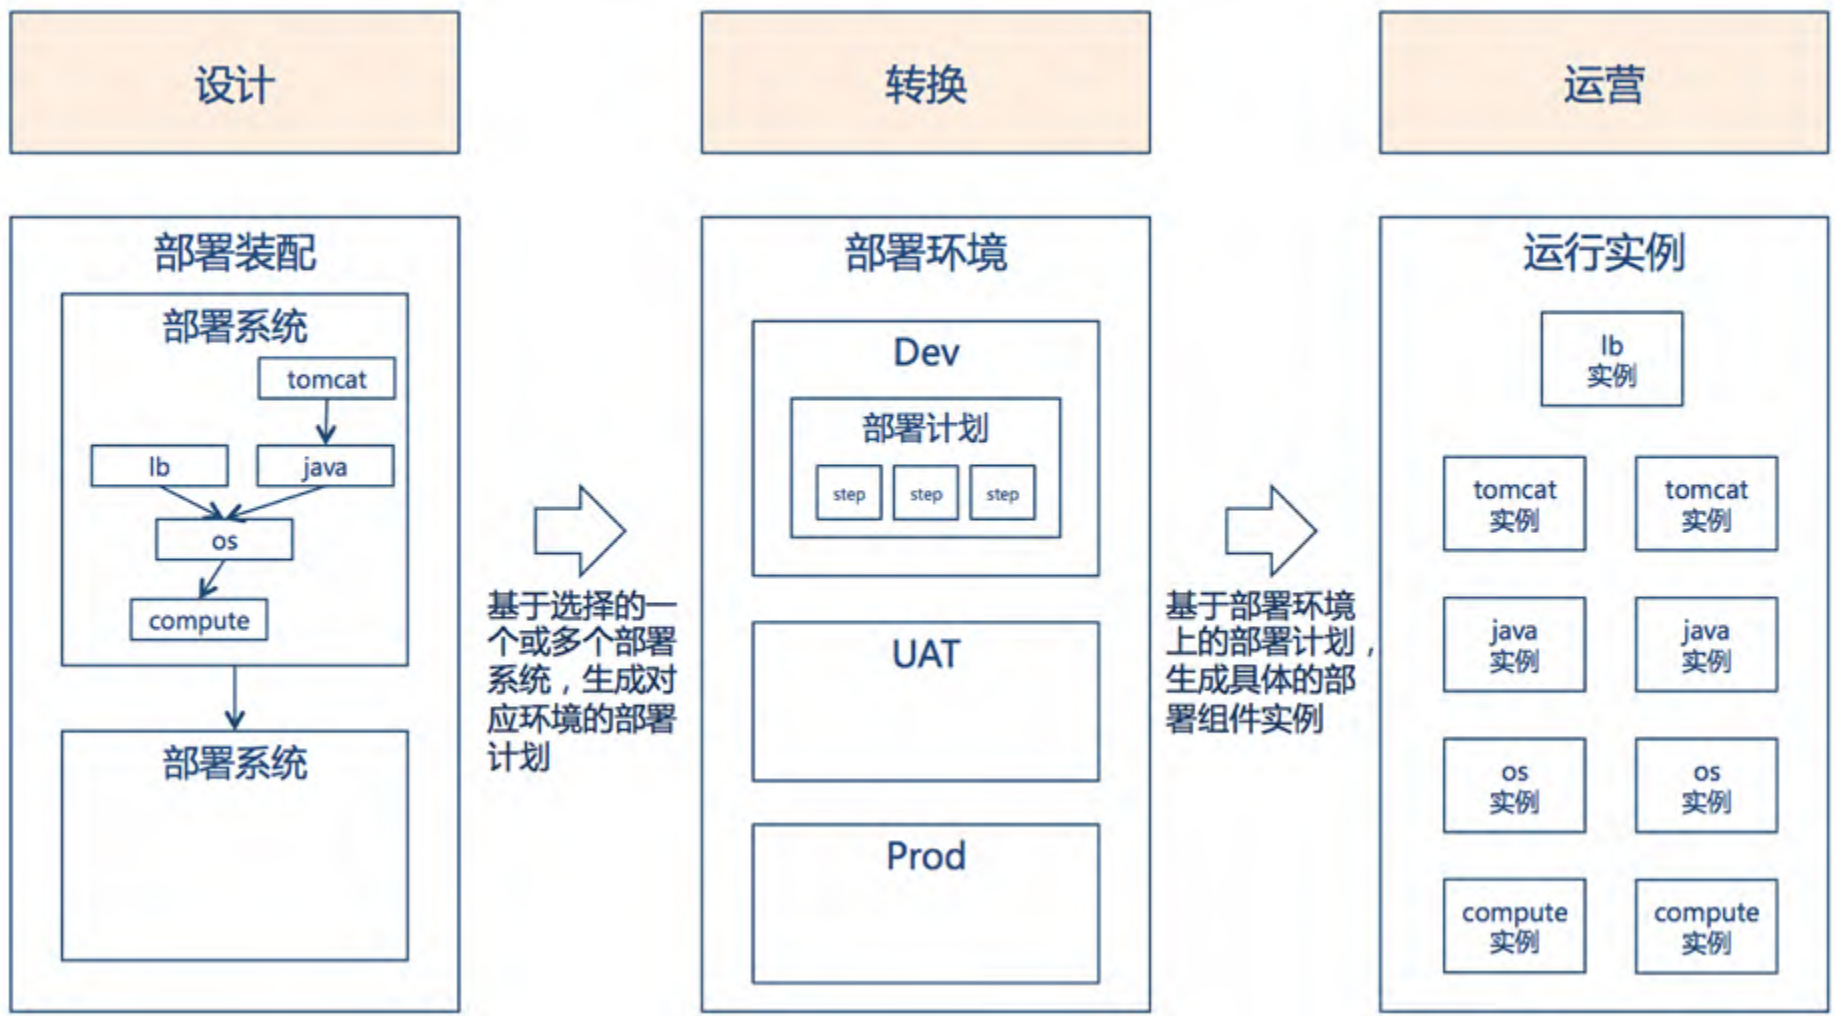 设计
转换
运营
部署装配
部署系统
tomcat
lb
java
os
compute
部署系统
基于选择的一
个或多个部署
系统，生成对
应环境的部署
计划
部署环境
Dev
部署计划
step
step
step
UAT
Prod
基于部署环境
上的部署计划，
生成具体的部
署组件实例
运行实例
lb
实例
tomcat
实例
tomcat
实例
java
实例
java
实例
os
实例
os
实例
compute
实例
compute
实例